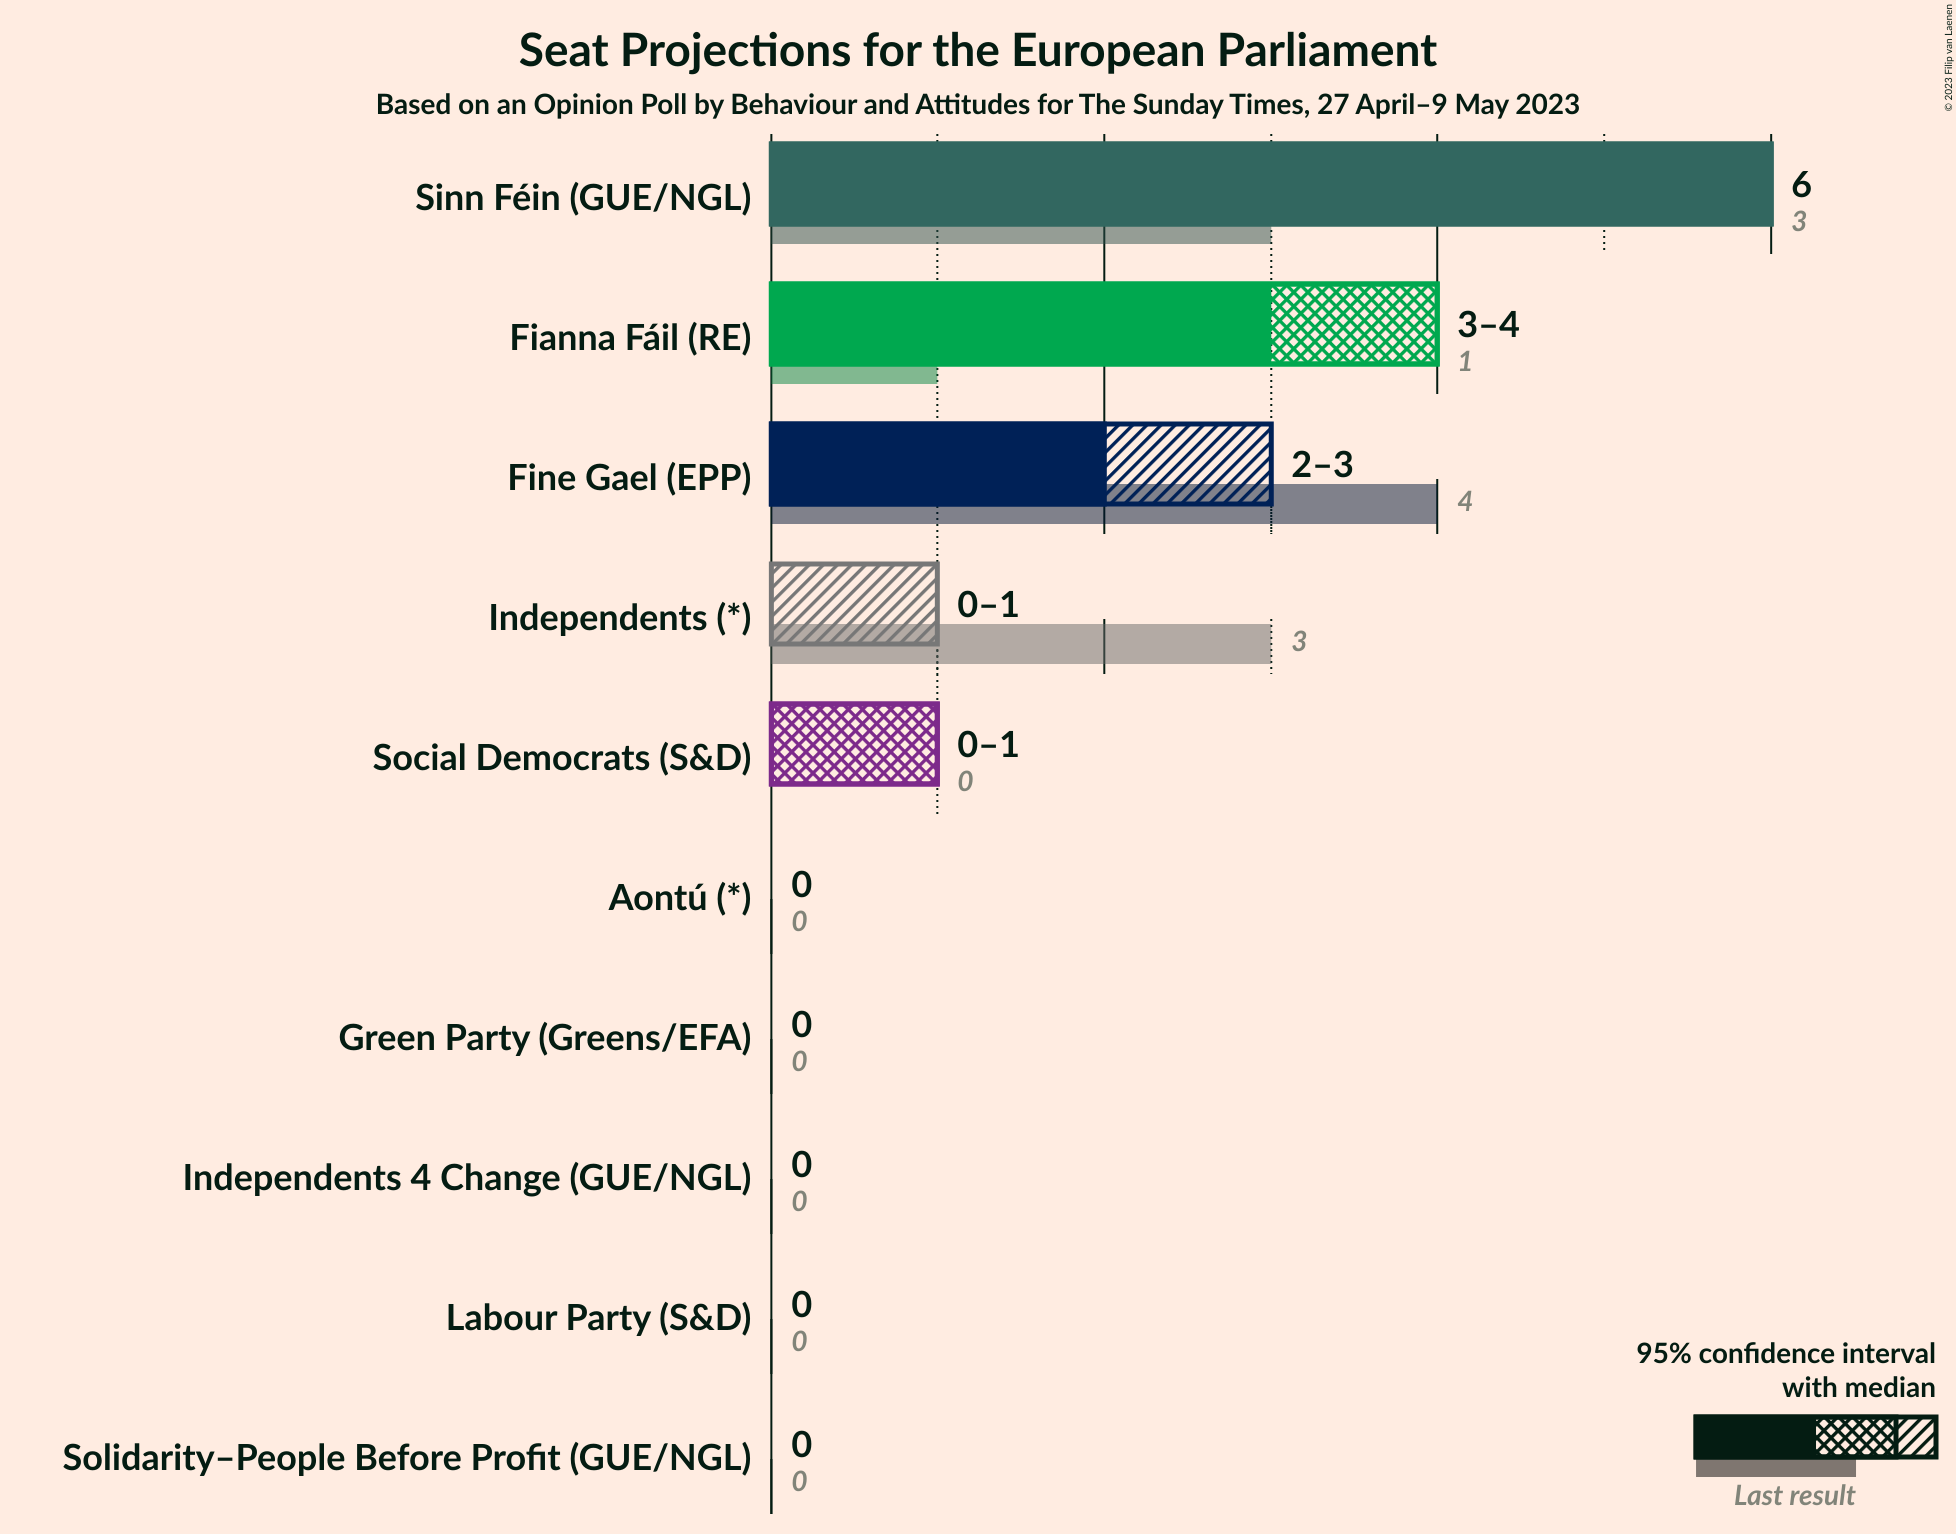 Seat Projections for the European Parliament
Based on an Opinion Poll by Behaviour and Attitudes for The Sunday Times, 27 April–9 May 2023
© 2023 Filip van Laenen
Sinn Féin (GUE/NGL)
6
3
Fianna Fáil (RE)
3–4
1
Fine Gael (EPP)
2–3
4
Independents (*)
0–1
3
Social Democrats (S&D)
0–1
0
Aontú (*)
0
0
Green Party (Greens/EFA)
0
0
Independents 4 Change (GUE/NGL)
0
0
Labour Party (S&D)
0
0
Solidarity–People Before Profit (GUE/NGL)
0
0
95% confidence interval
with median
Last result